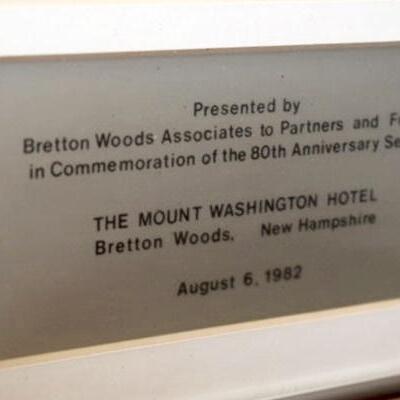 Presented by
Bretton Woods Associates to Partners and
in Commemoration of the 80th Anniversary
THE MOUNT WASHINGTON HOTEL
Bretton Woods, New Hampshire
August 6, 1982